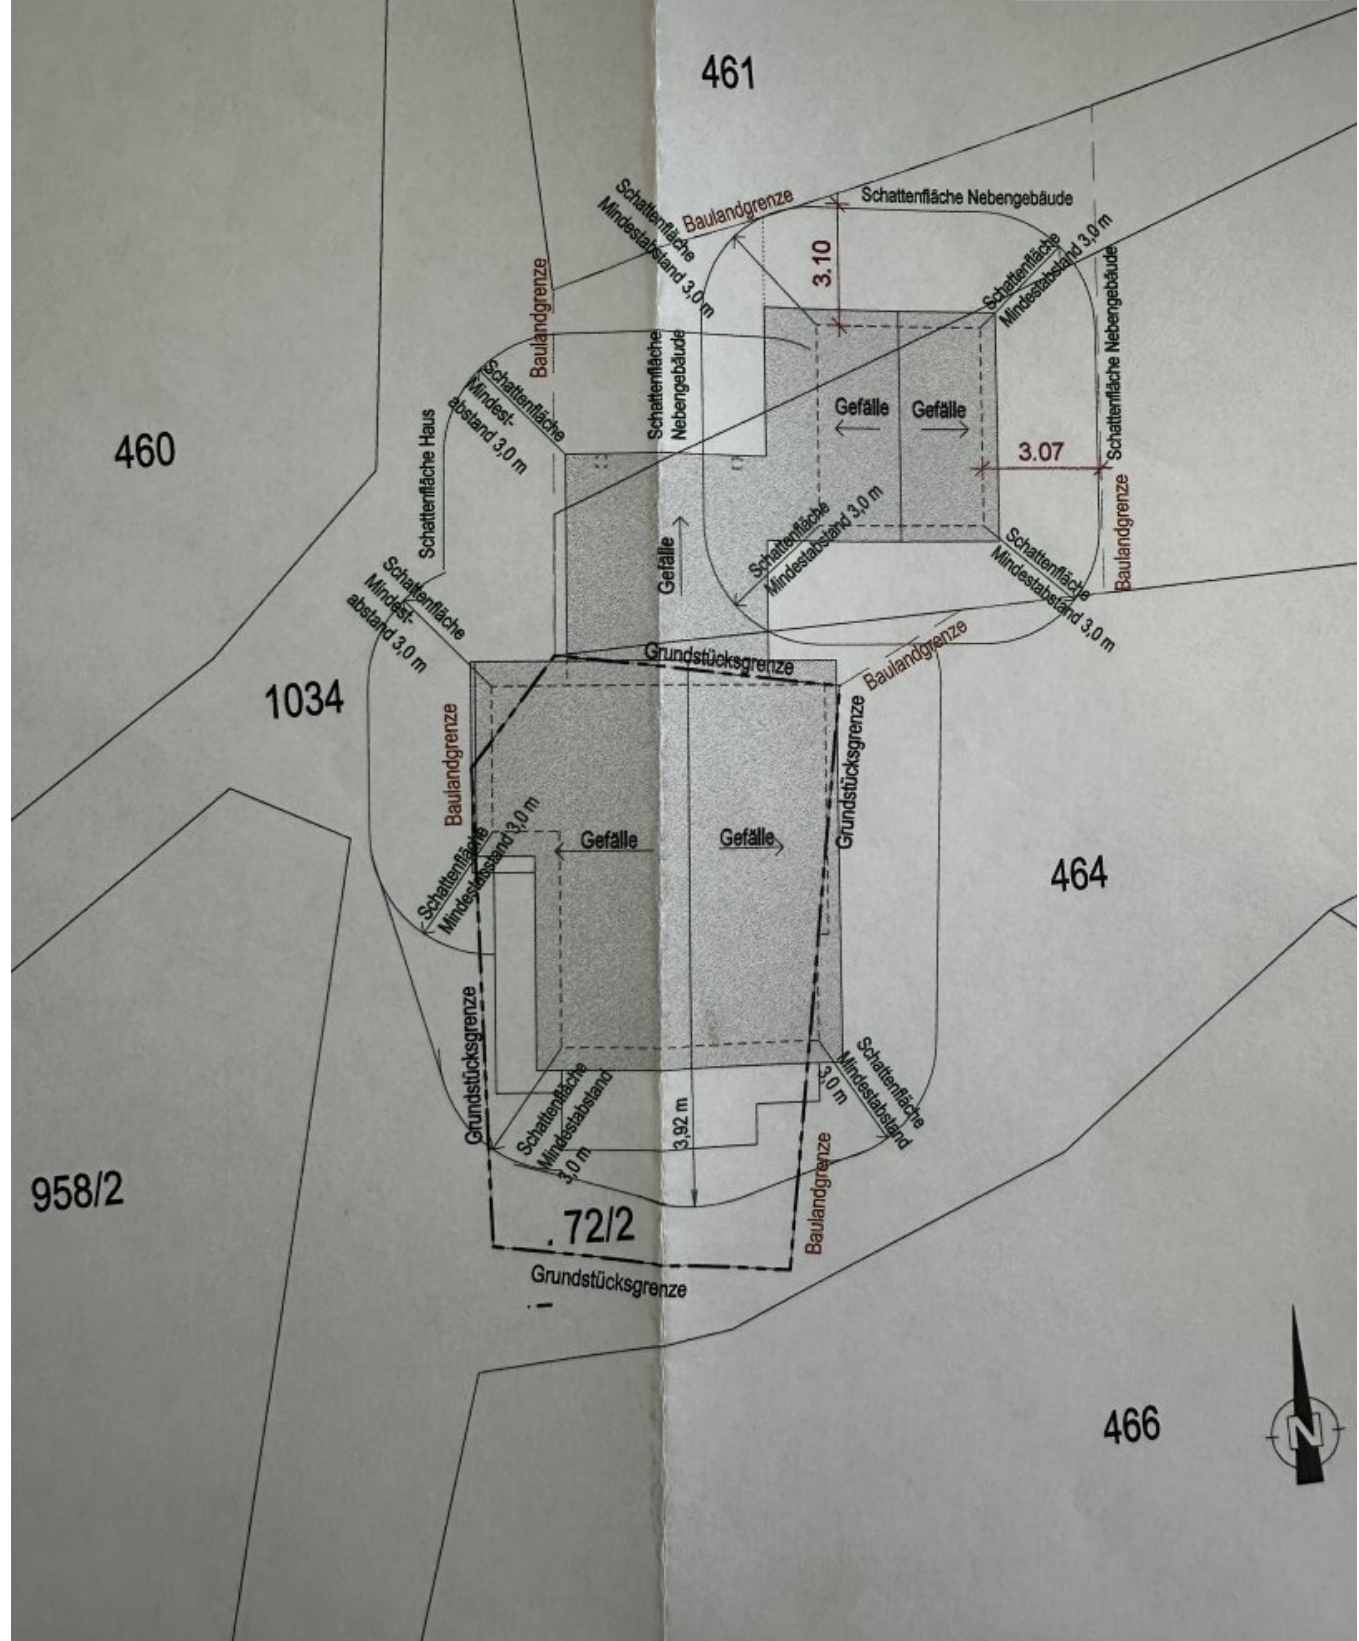 461
Schattenfläche
Mindestabstand 3,0 m
Baulandgrenze
Schattenfläche Nebengebäude
3.10
Schattenfläche
Mindestabstand 3,0 m
Schattenfläche Nebengebäude
Baulandgrenze
Schattenfläche
Nebengebäude
Schattenfläche
Mindest-
abstand 3,0 m
Schattenfläche Haus
460
Gefälle
Gefälle
3.07
Baulandgrenze
Schattenfläche
Mindestabstand 3,0 m
Gefälle
Schattenfläche
Mindestabstand 3,0 m
Schattenfläche
Mindest-
abstand 3,0 m
Grundstücksgrenze
Baulandgrenze
1034
Baulandgrenze
Grundstücksgrenze
Schattenfläche
Mindestabstand 3,0 m
Gefälle
Gefälle
464
Grundstücksgrenze
Schattenfläche
Mindestabstand
3,0 m
3,92 m
3,0 m
Schattenfläche
Mindestabstand
Baulandgrenze
958/2
. 72/2
Grundstücksgrenze
466
N